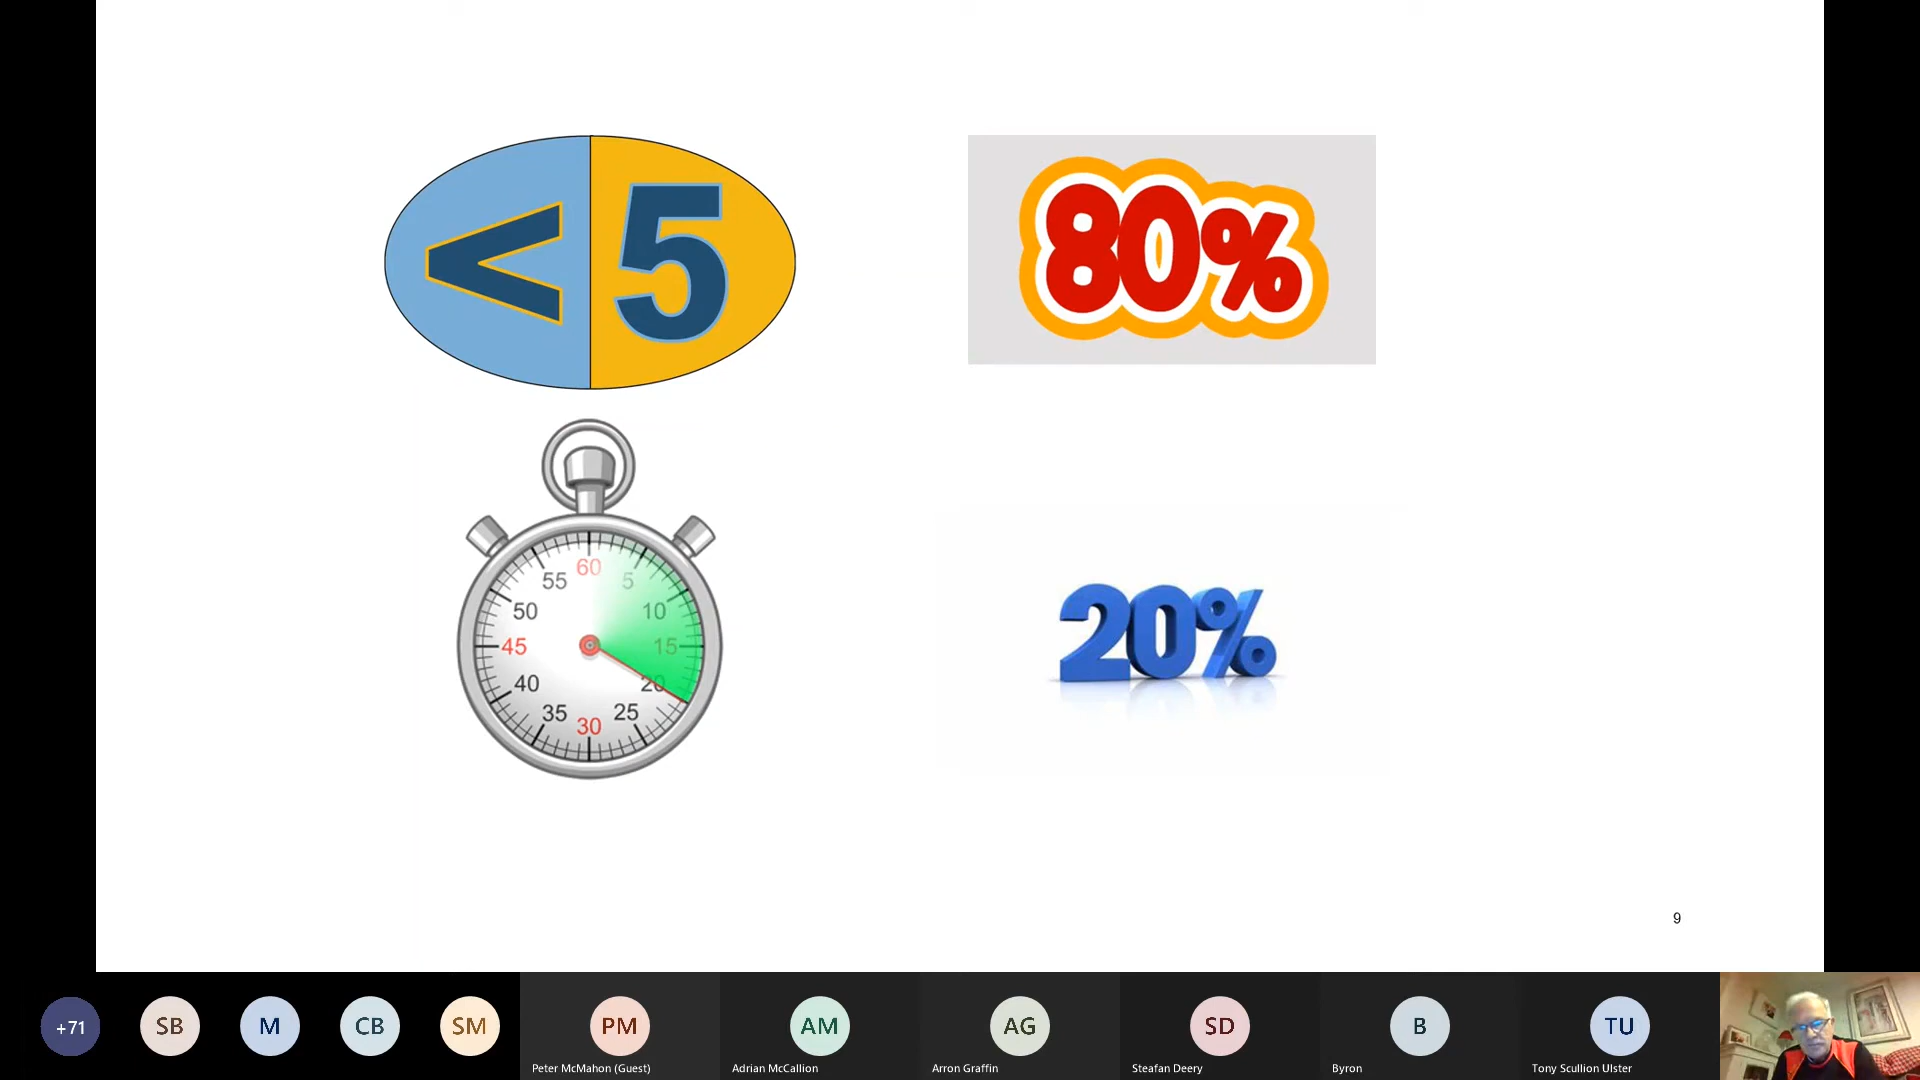 < 5
80%
60
55
5
50
10
45
15
40
20
35
25
30
20%
9
+71
SB
M
CB
SM
PM
AM
AG
SD
B
TU
Peter McMahon (Guest)
Adrian McCallion
Arron Graffin
Steafan Deery
Byron
Tony Scullion Ulster